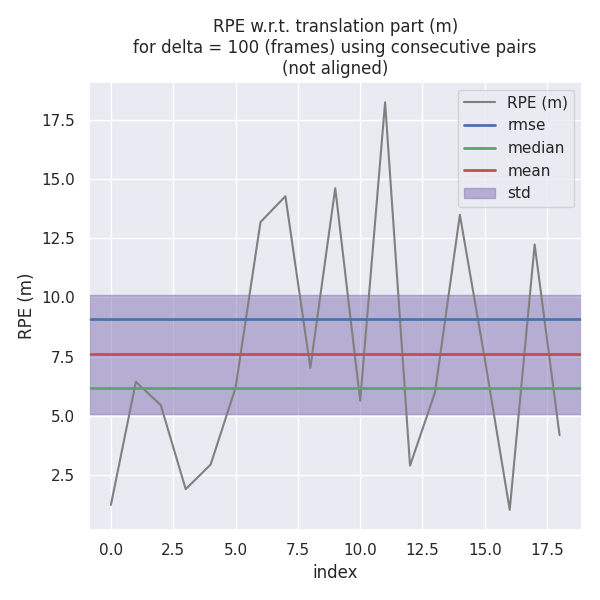 RPE w.r.t. translation part (m)
for delta = 100 (frames) using consecutive pairs
(not aligned)
RPE (m)
rmse
median
mean
std
RPE (m)
17.5
15.0
12.5
10.0
7.5
5.0
2.5
0.0 2.5 5.0 7.5 10.0 12.5 15.0 17.5
index